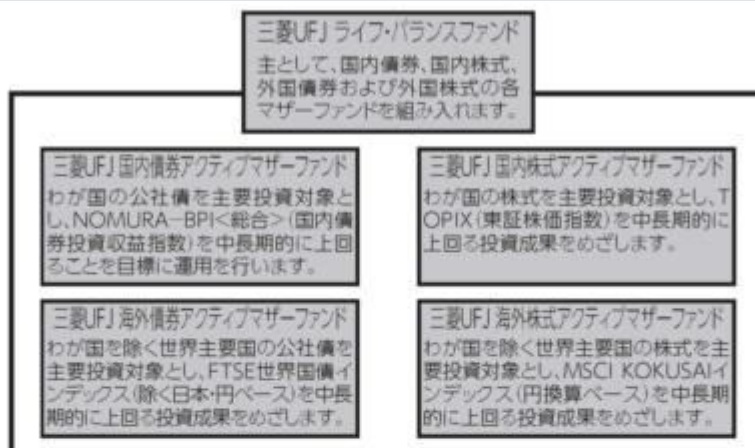 三菱UFJ ライフ・バランスファンド
主として、国内債券、国内株式、
外国債券および外国株式の各
マザーファンドを組み入れます。
三菱UFJ 国内債券アクティブマザーファンド
わが国の公社債を主要投資対象と
し、NOMURA−BPI<総合>(国内債
券投資収益指数)を中長期的に上回
ることを目標に運用を行います。
三菱UFJ 国内株式アクティブマザーファンド
わが国の株式を主要投資対象とし、T
OPIX(東証株価指数)を中長期的に
上回る投資成果をめざします。
三菱UFJ 海外債券アクティブマザーファンド
わが国を除く世界主要国の公社債を
主要投資対象とし、FTSE世界国債イ
ンデックス(除く日本・円ベース)を中長
期的に上回る投資成果をめざします。
三菱UFJ 海外株式アクティブマザーファンド
わが国を除く世界主要国の株式を主
要投資対象とし、MSCI KOKUSAIイ
ンデックス(円換算ベース)を中長期
的に上回る投資成果をめざします。